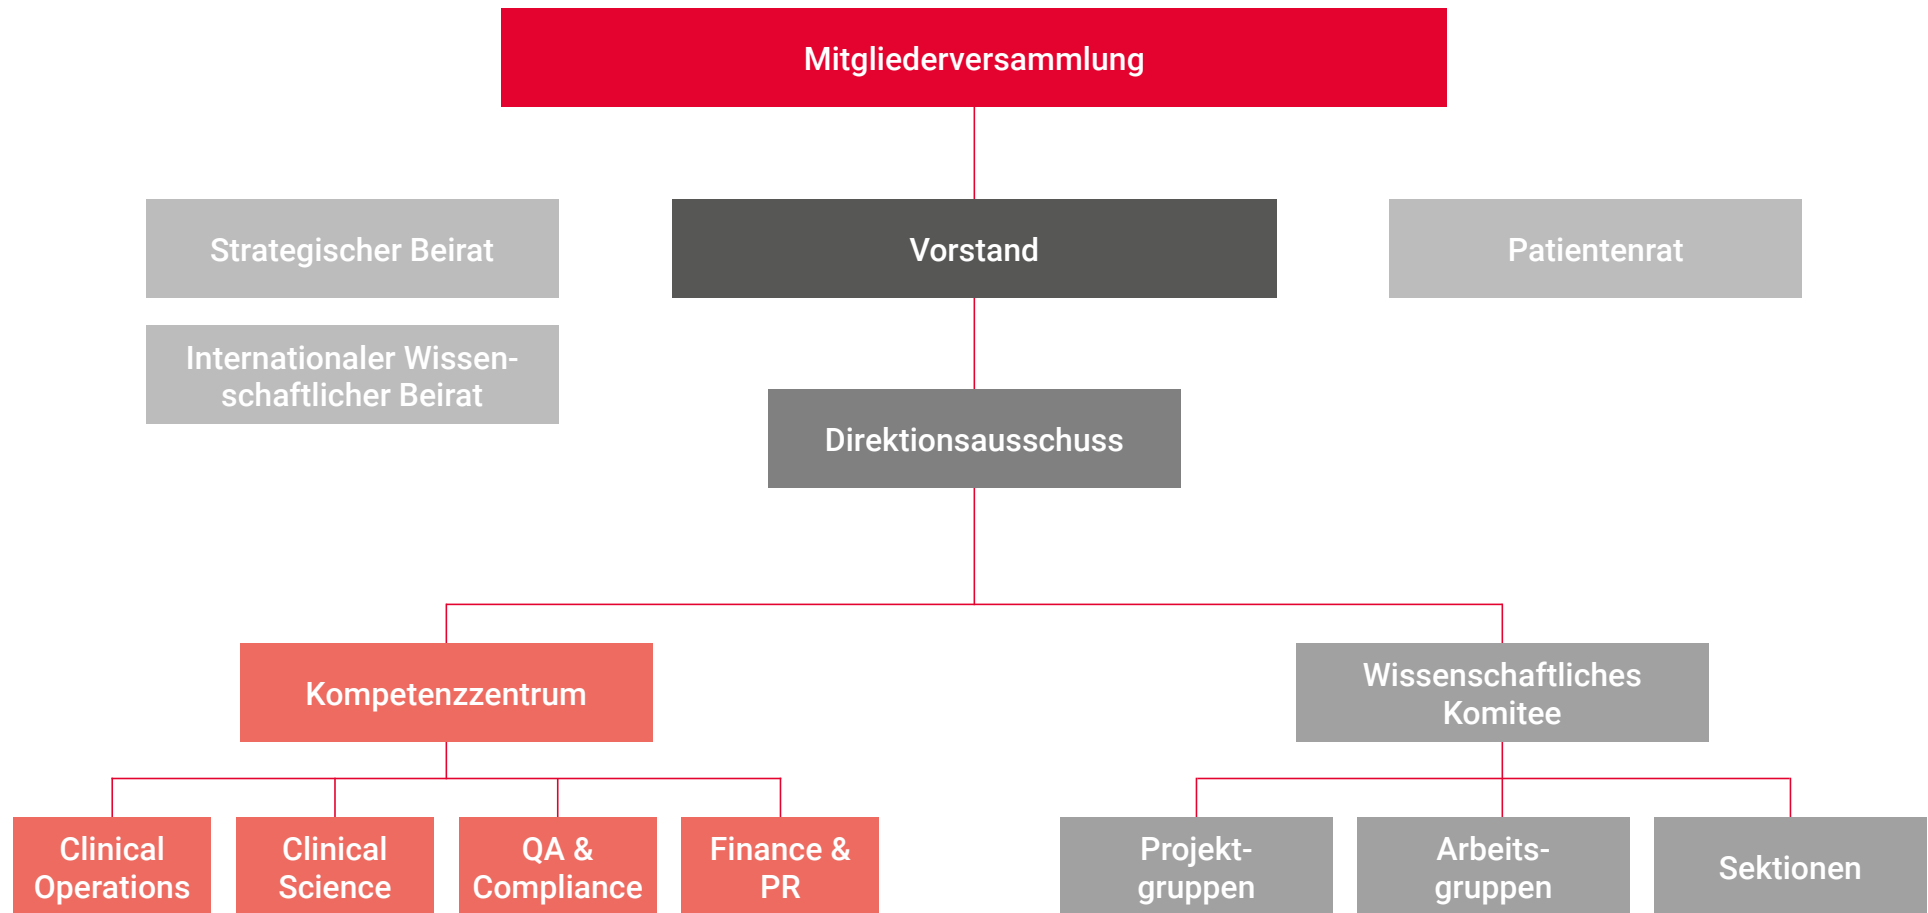 Mitgliederversammlung
Strategischer Beirat
Vorstand
Patientenrat
Internationaler Wissen-
schaftlicher Beirat
Direktionsausschuss
Kompetenzzentrum
Wissenschaftliches
Komitee
Clinical
Operations
Clinical
Science
QA &
Compliance
Finance &
PR
Projekt-
gruppen
Arbeits-
gruppen
Sektionen